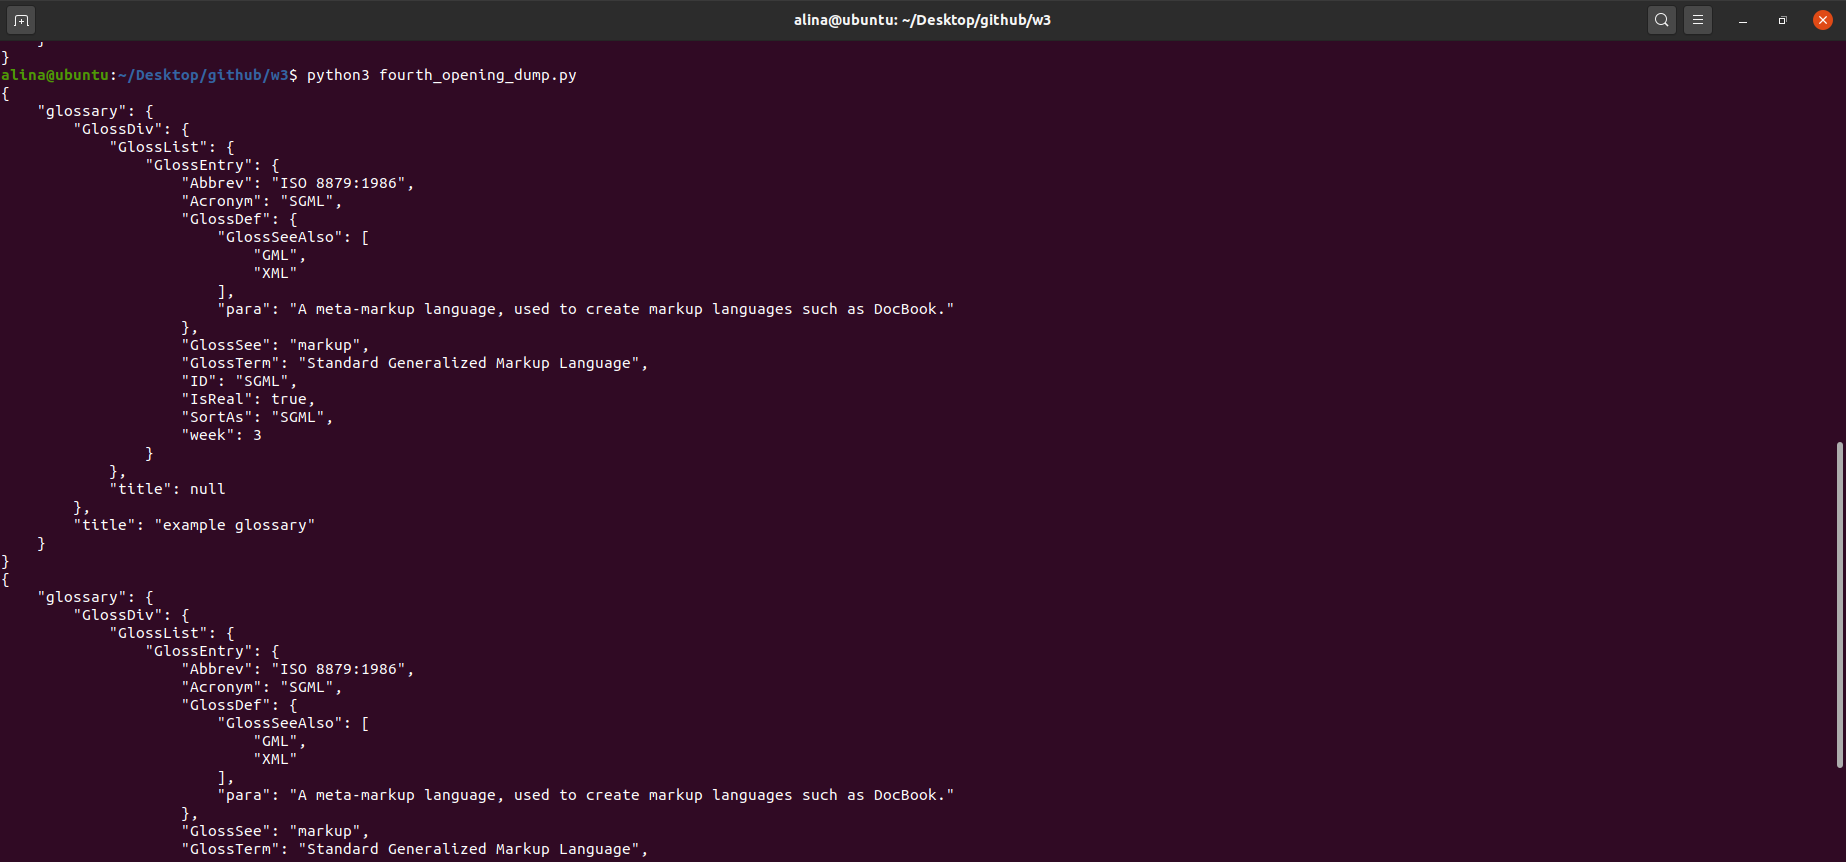 alina@ubuntu: ~/Desktop/github/w3
}
}
alina@ubuntu:~/Desktop/github/w3$ python3 fourth_opening_dump.py
{
    "glossary": {
        "GlossDiv": {
            "GlossList": {
                "GlossEntry": {
                    "Abbrev": "ISO 8879:1986",
                    "Acronym": "SGML",
                    "GlossDef": {
                        "GlossSeeAlso": [
                            "GML",
                            "XML"
                        ],
                        "para": "A meta-markup language, used to create markup languages such as DocBook."
                    },
                    "GlossSee": "markup",
                    "GlossTerm": "Standard Generalized Markup Language",
                    "ID": "SGML",
                    "IsReal": true,
                    "SortAs": "SGML",
                    "week": 3
                }
            },
            "title": null
        },
        "title": "example glossary"
    }
}
{
    "glossary": {
        "GlossDiv": {
            "GlossList": {
                "GlossEntry": {
                    "Abbrev": "ISO 8879:1986",
                    "Acronym": "SGML",
                    "GlossDef": {
                        "GlossSeeAlso": [
                            "GML",
                            "XML"
                        ],
                        "para": "A meta-markup language, used to create markup languages such as DocBook."
                    },
                    "GlossSee": "markup",
                    "GlossTerm": "Standard Generalized Markup Language",